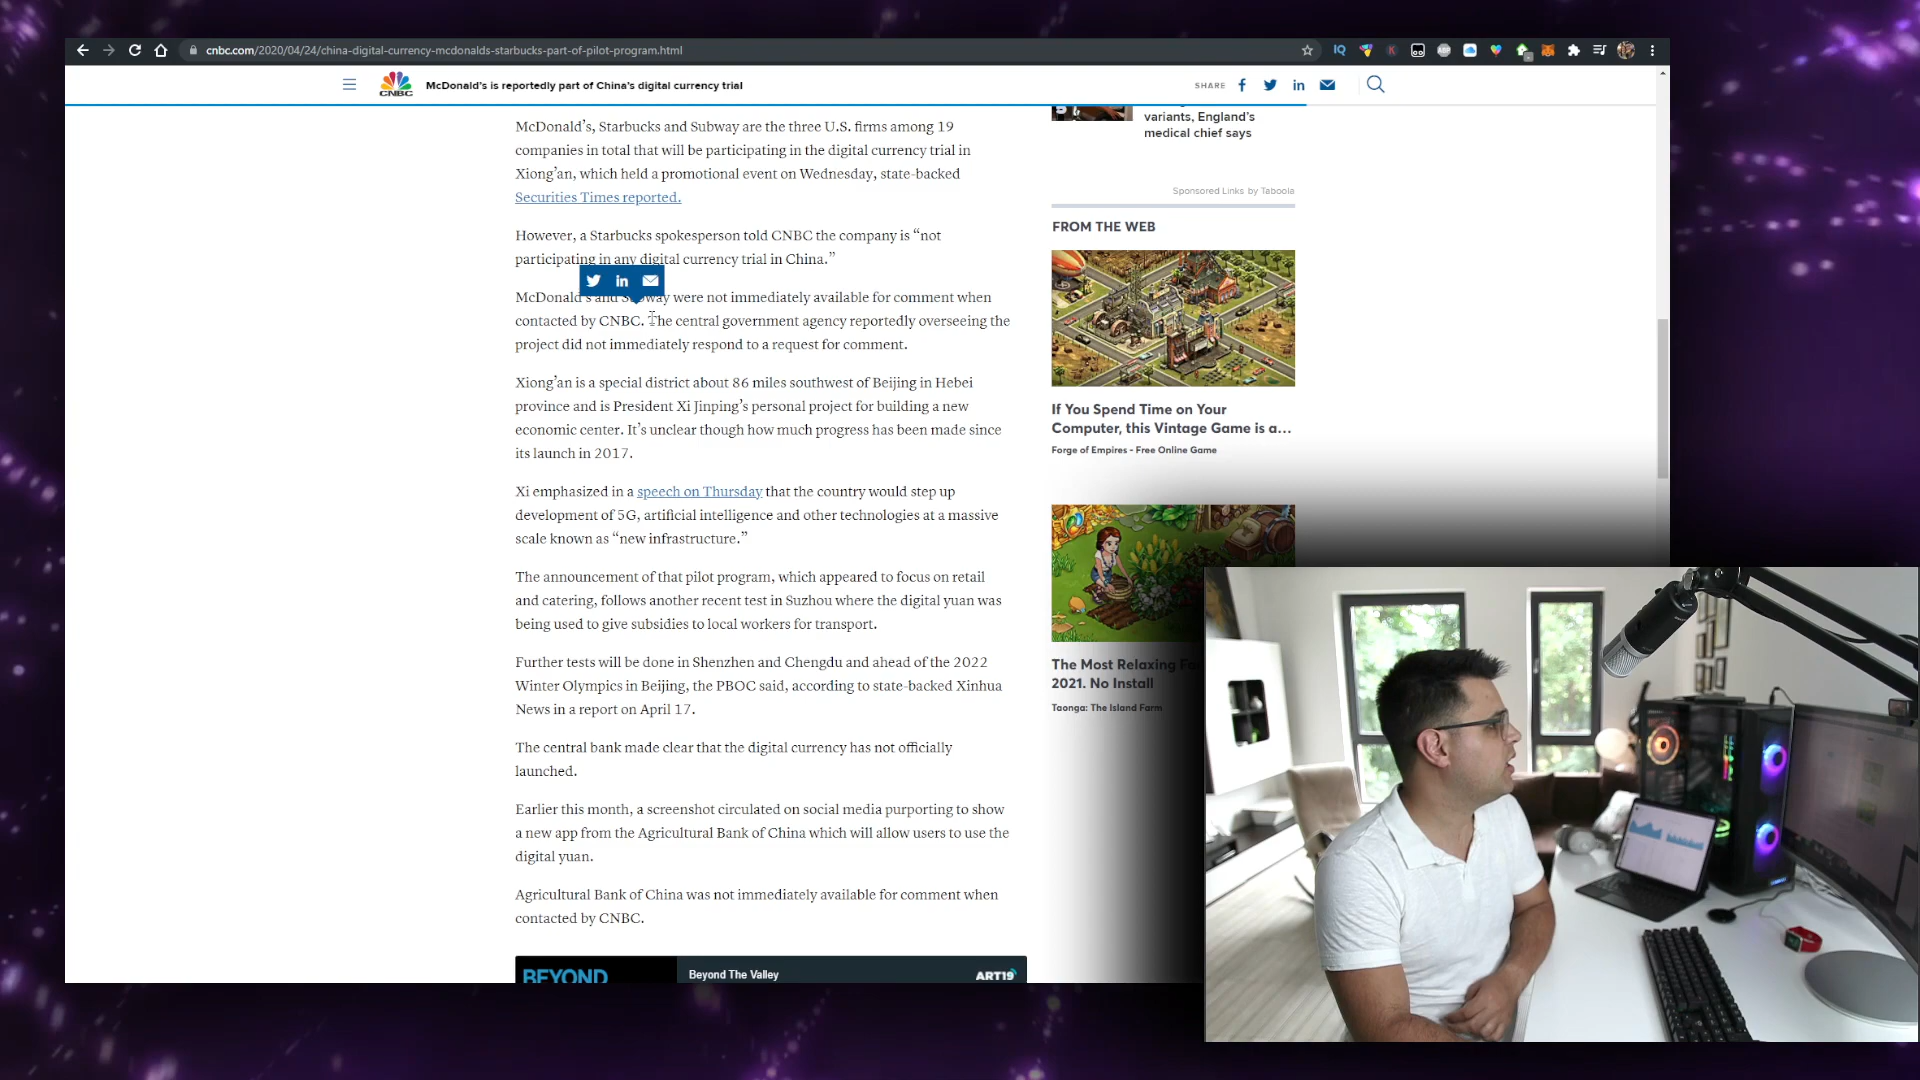 cnbc.com/2020/04/24/china-digital-currency-mcdonalds-starbucks-part-of-pilot-program.html
CNBC
McDonald's is reportedly part of China's digital currency trial
SHARE
McDonald's, Starbucks and Subway are the three U.S. firms among 19
companies in total that will be participating in the digital currency trial in
Xiong'an, which held a promotional event on Wednesday, state-backed
Securities Times reported.
However, a Starbucks spokesperson told CNBC the company is “not
participating in any digital currency trial in China.”
McDonald's and Subway were not immediately available for comment when
contacted by CNBC. The central government agency reportedly overseeing the
project did not immediately respond to a request for comment.
Xiong'an is a special district about 86 miles southwest of Beijing in Hebei
province and is President Xi Jinping's personal project for building a new
economic center. It's unclear though how much progress has been made since
its launch in 2017.
Xi emphasized in a speech on Thursday that the country would step up
development of 5G, artificial intelligence and other technologies at a massive
scale known as “new infrastructure.”
The announcement of that pilot program, which appeared to focus on retail
and catering, follows another recent test in Suzhou where the digital yuan was
being used to give subsidies to local workers for transport.
Further tests will be done in Shenzhen and Chengdu and ahead of the 2022
Winter Olympics in Beijing, the PBOC said, according to state-backed Xinhua
News in a report on April 17.
The central bank made clear that the digital currency has not officially
launched.
Earlier this month, a screenshot circulated on social media purporting to show
a new app from the Agricultural Bank of China which will allow users to use the
digital yuan.
Agricultural Bank of China was not immediately available for comment when
contacted by CNBC.
BEYOND
Beyond The Valley
ART19
variants, England's
medical chief says
Sponsored Links by Taboola
FROM THE WEB
If You Spend Time on Your
Computer, this Vintage Game is a...
Forge of Empires - Free Online Game
The Most Relaxing
2021. No Install
Taonga: The Island Farm